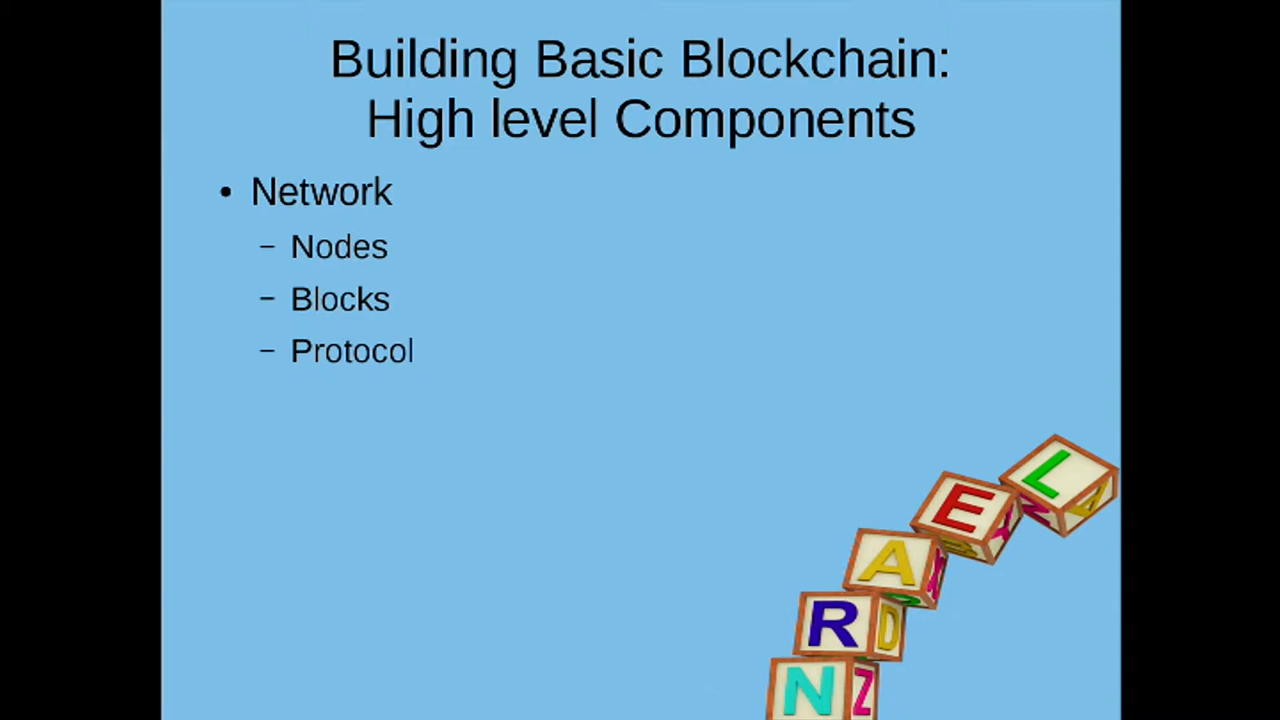 Building Basic Blockchain:
High level Components
• Network
– Nodes
– Blocks
– Protocol
L
E
A
R D
N Z